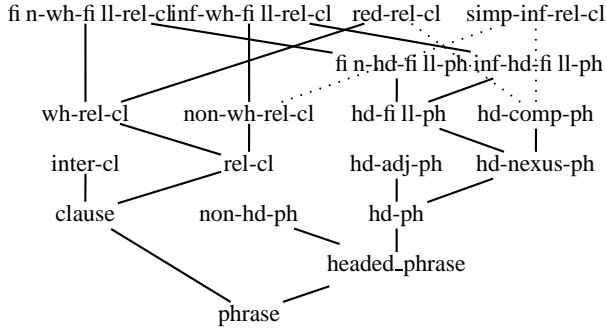 fi n-wh-fi ll-rel-cl inf-wh-fi ll-rel-cl red-rel-cl simp-inf-rel-cl
fi n-hd-fi ll-ph inf-hd-fi ll-ph
wh-rel-cl non-wh-rel-cl hd-fi ll-ph hd-comp-ph
inter-cl rel-cl hd-adj-ph hd-nexus-ph
clause non-hd-ph hd-ph
headed_phrase
phrase